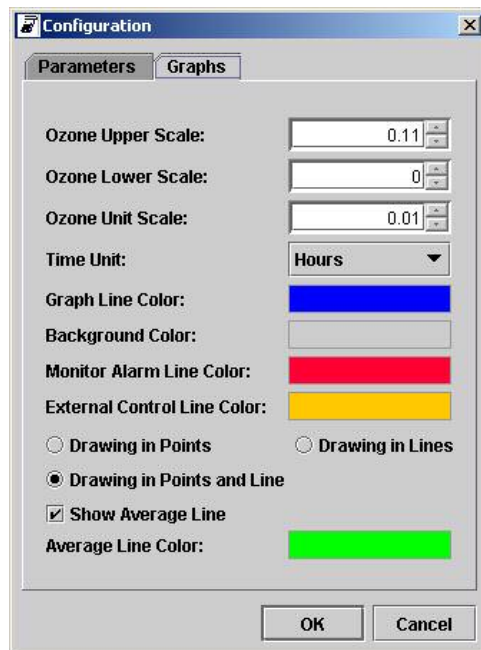 Configuration
Parameters Graphs
Ozone Upper Scale: 0.11
Ozone Lower Scale: 0
Ozone Unit Scale: 0.01
Time Unit: Hours
Graph Line Color:
Background Color:
Monitor Alarm Line Color:
External Control Line Color:
Drawing in Points Drawing in Lines
Drawing in Points and Line
Show Average Line
Average Line Color:
OK Cancel